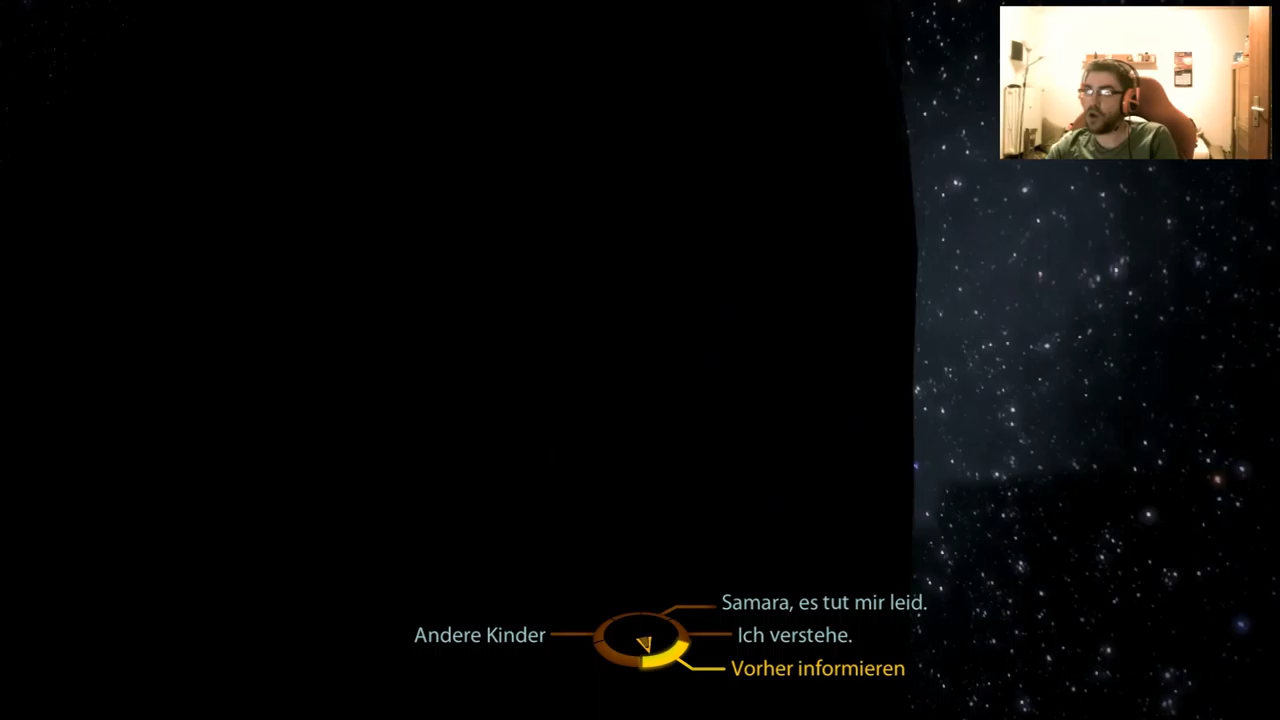 Samara, es tut mir leid.
Andere Kinder
Ich verstehe.
Vorher informieren